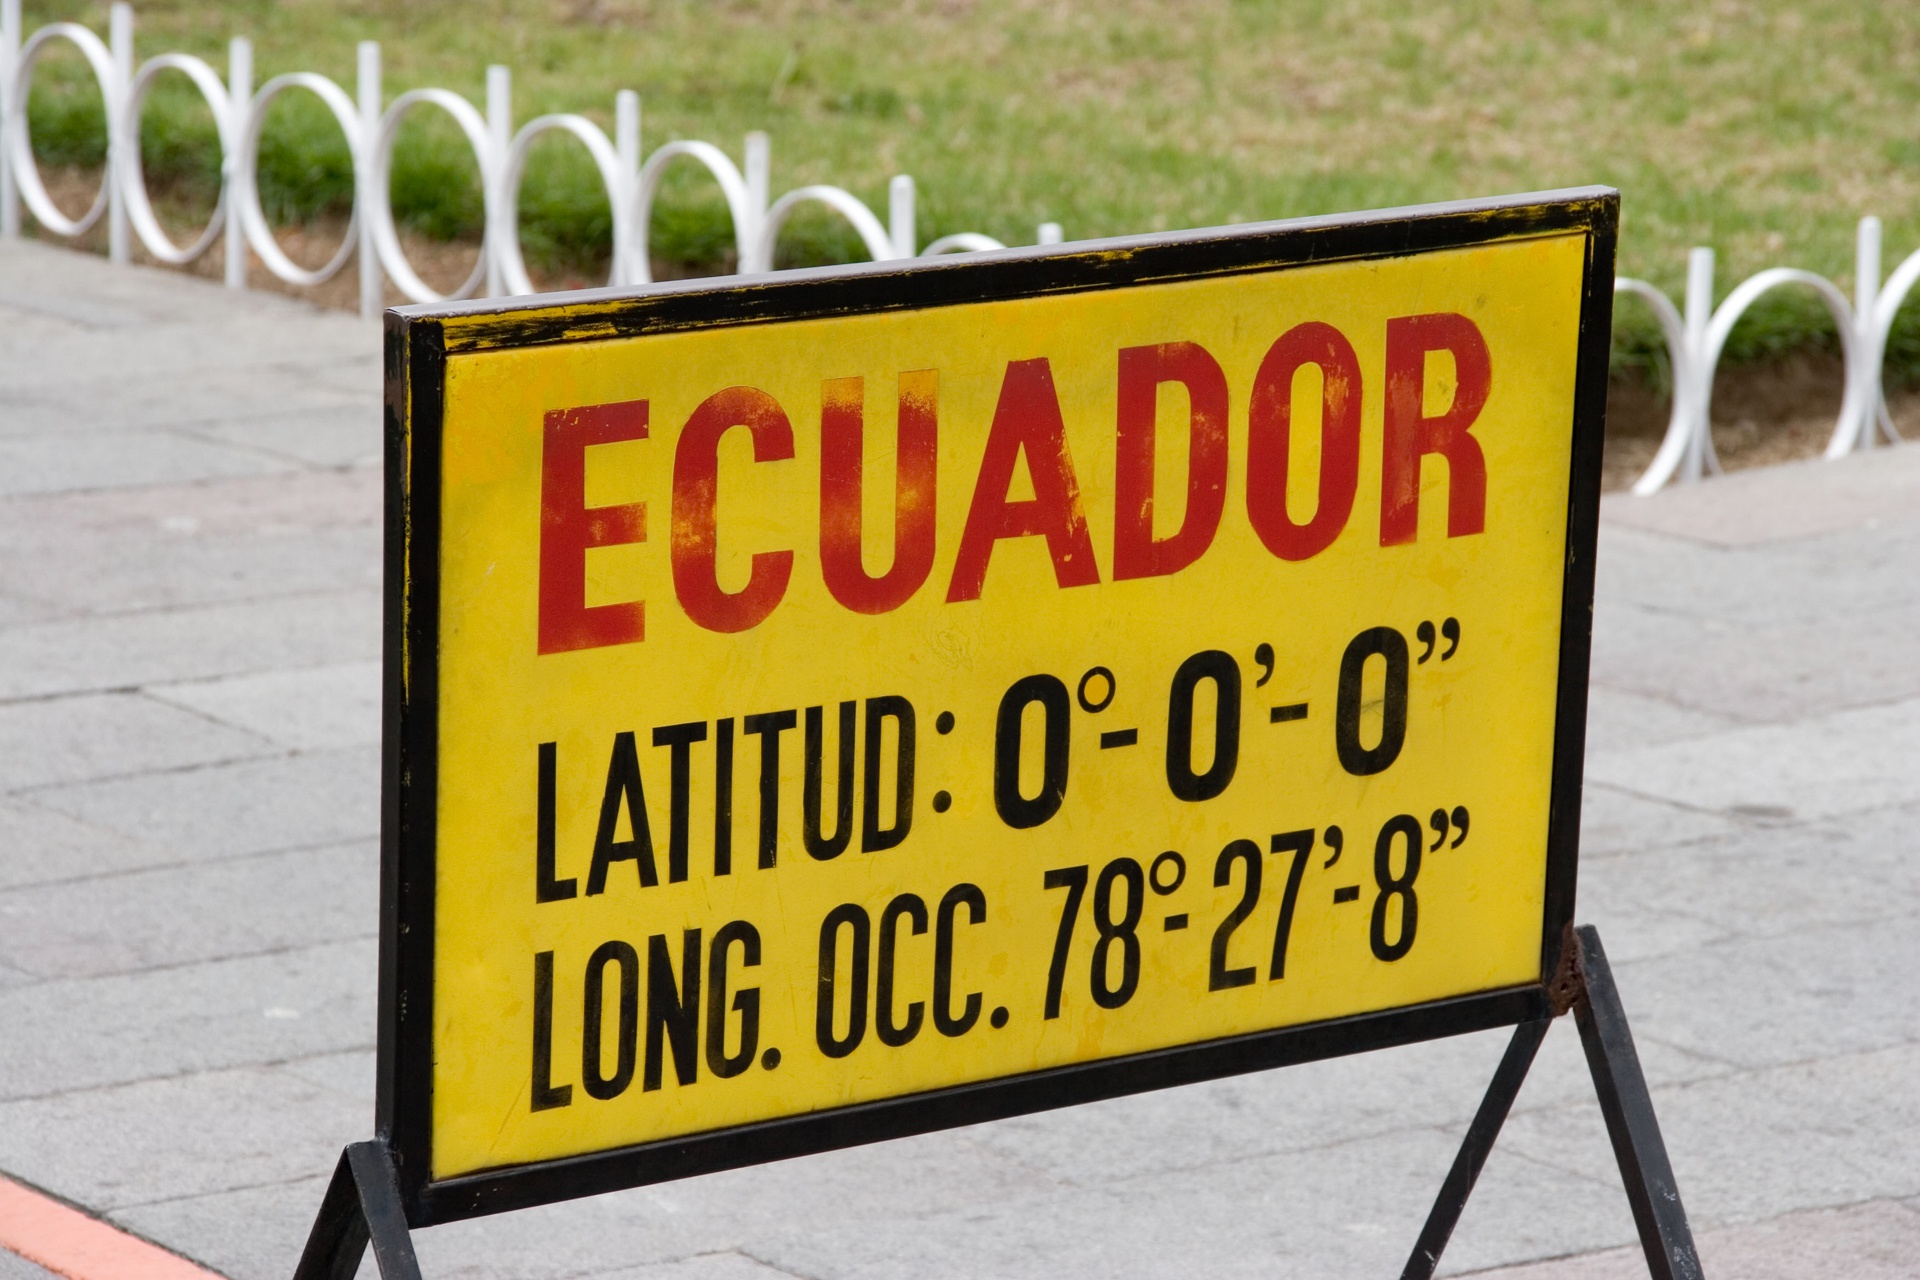 ECUADOR
LATITUD: 0°-0’-0”
LONG. OCC. 78°-27’-8”